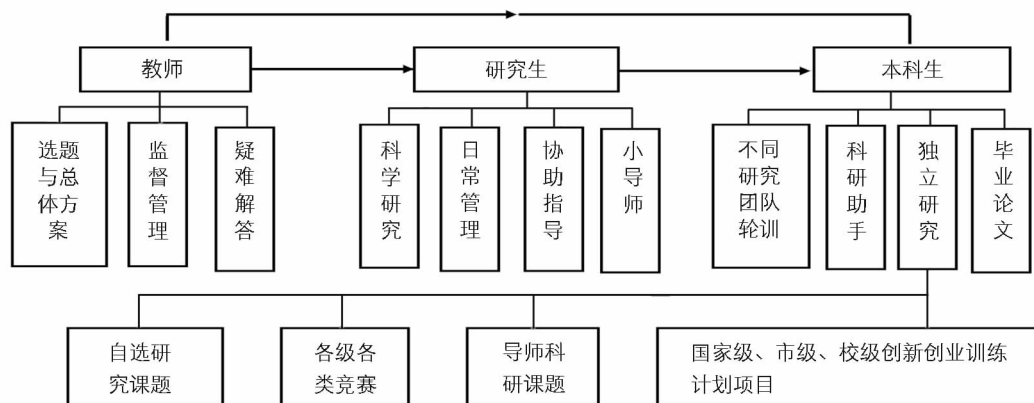 教师
研究生
本科生
选题
与总
体方
案
监督管理
疑难解答
科学研究
日常管理
协助指导
小导师
不同
研究
团队
轮训
科研助手
独立研究
毕业论文
自选研
究课题
各级各
类竞赛
导师科
研课题
国家级、市级、校级创新创业训练
计划项目